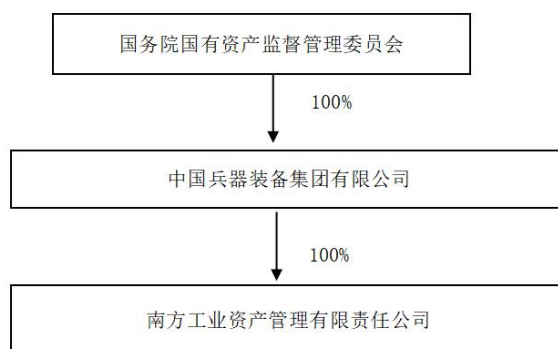 国务院国有资产监督管理委员会
100%
中国兵器装备集团有限公司
100%
南方工业资产管理有限责任公司